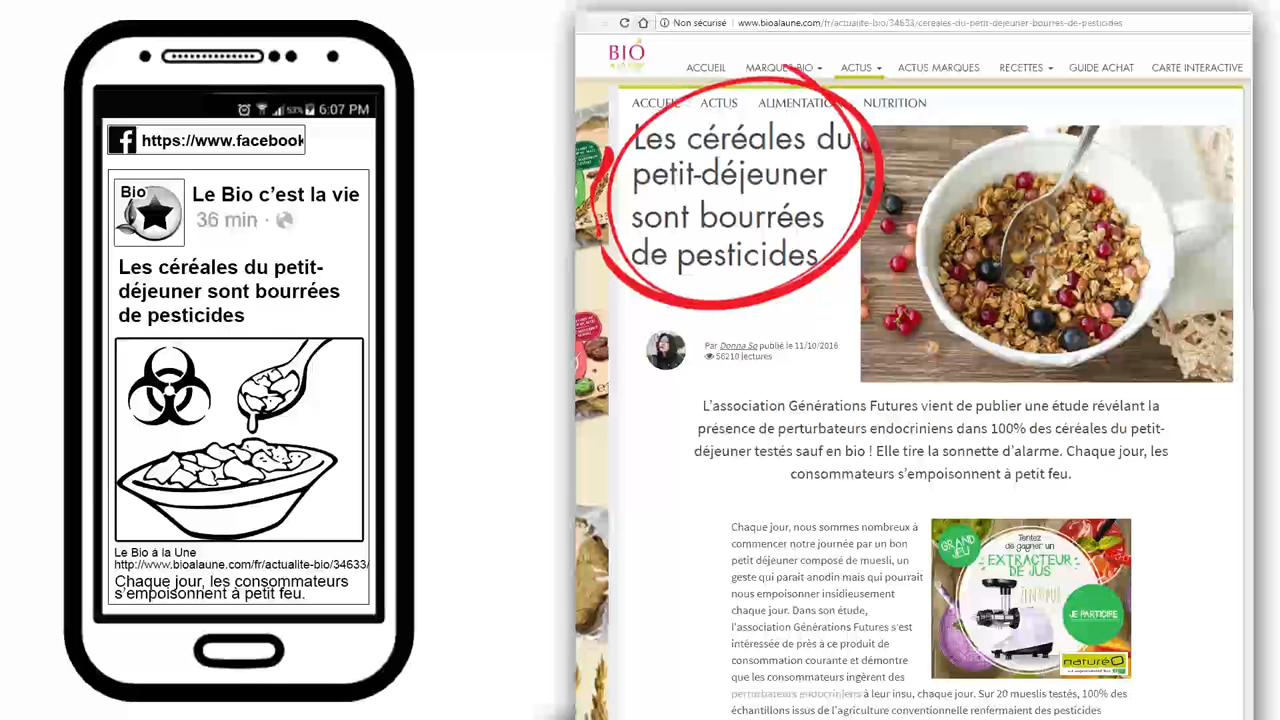 6:07 PM
https://www.facebook
Bio
Le Bio c'est la vie
36 min ·
Les céréales du petit-
déjeuner sont bourrées
de pesticides
Le Bio à la Une
http://www.bioalaune.com/fr/actualite-bio/34633/
Chaque jour, les consommateurs
s'empoisonnent à petit feu.
Non sécurisé | www.bioalaune.com/fr/actualite-bio/34633/cereales-du-petit-dejeuner-bourres-de-pesticides
BIO
ACCUEIL MARQUES BIO ACTUS ACTUS MARQUES RECETTES GUIDE ACHAT CARTE INTERACTIVE
ACCUEIL ACTUS ALIMENTATION NUTRITION
Les céréales du
petit-déjeuner
sont bourrées
de pesticides
Par Donna So publié le 11/10/2016
56210 lectures
L'association Générations Futures vient de publier une étude révélant la
présence de perturbateurs endocriniens dans 100% des céréales du petit-
déjeuner testés sauf en bio ! Elle tire la sonnette d'alarme. Chaque jour, les
consommateurs s'empoisonnent à petit feu.
Chaque jour, nous sommes nombreux à
commencer notre journée par un bon
petit déjeuner composé de muesli, un
geste qui parait anodin mais qui pourrait
nous empoisonner insidieusement
chaque jour. Dans son étude,
l'association Générations Futures s'est
intéressée de près à ce produit de
consommation courante et démontre
que les consommateurs ingèrent des
perturbateurs endocriniens à leur insu, chaque jour. Sur 20 mueslis testés, 100% des
échantillons issus de l'agriculture conventionnelle renfermaient des pesticides
GRAND
JEU
Tentez
de gagner un
EXTRACTEUR
DE JUS
JE PARTICIPE
naturéO